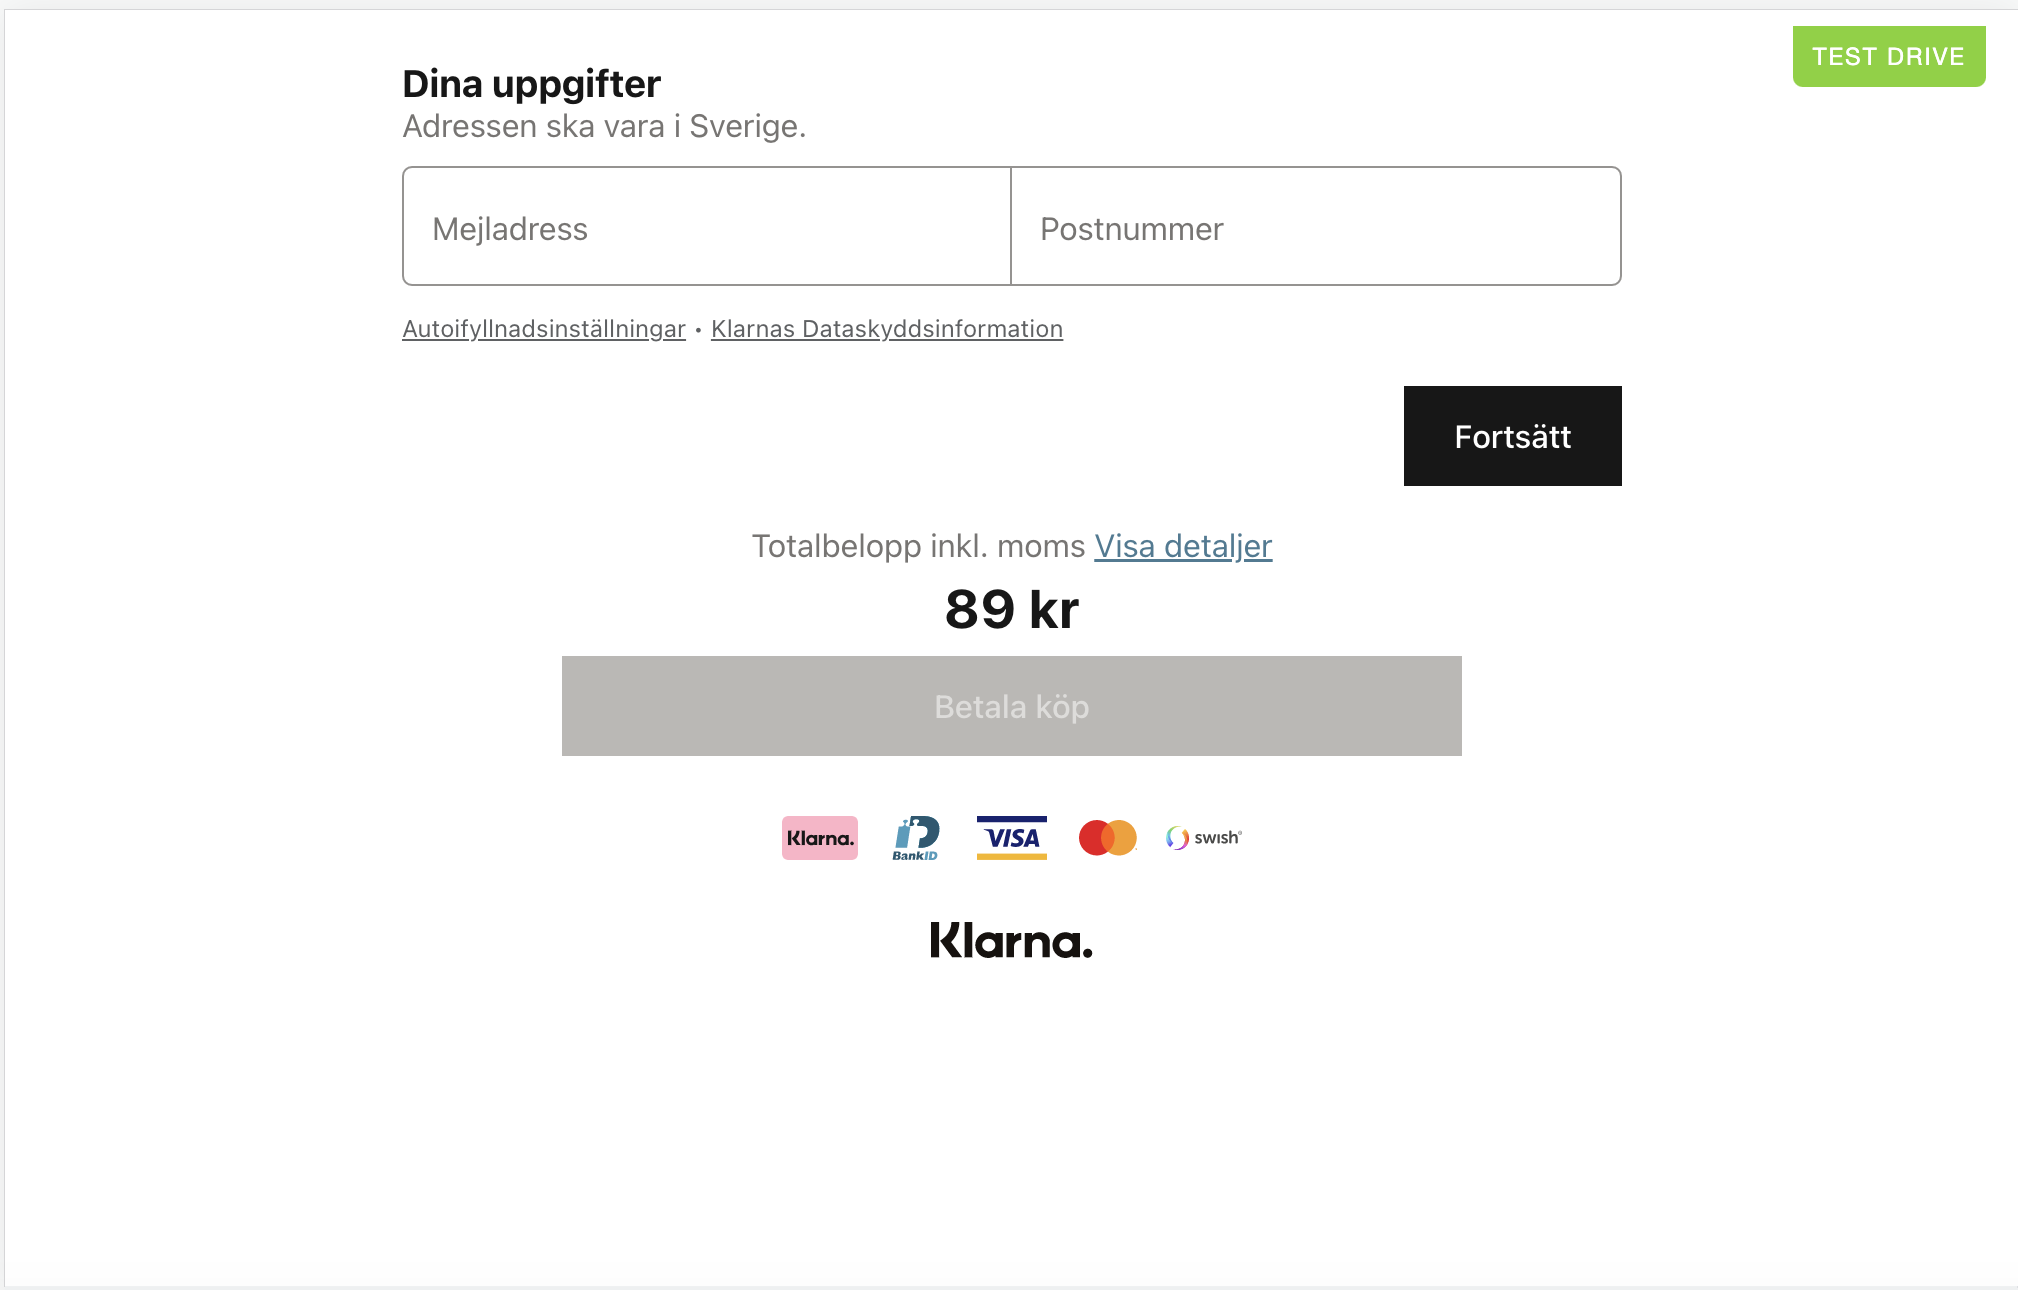 TEST DRIVE
Dina uppgifter
Adressen ska vara i Sverige.
Mejladress
Postnummer
Autoifyllnadsinställningar • Klarnas Dataskyddsinformation
Fortsätt
Totalbelopp inkl. moms Visa detaljer
89 kr
Betala köp
Klarna. BankID VISA swish
Klarna.